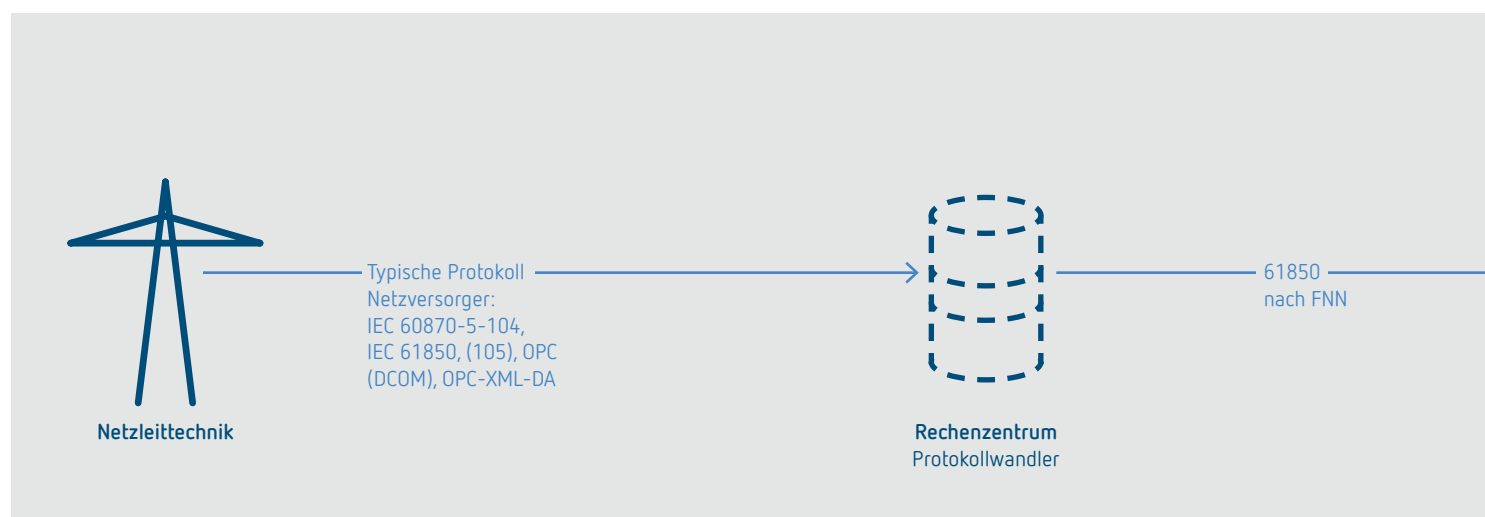 Typische Protokoll
Netzversorger:
IEC 60870-5-104,
IEC 61850, (105), OPC
(DCOM), OPC-XML-DA
61850
nach FNN
Netzleittechnik
Rechenzentrum
Protokollwandler